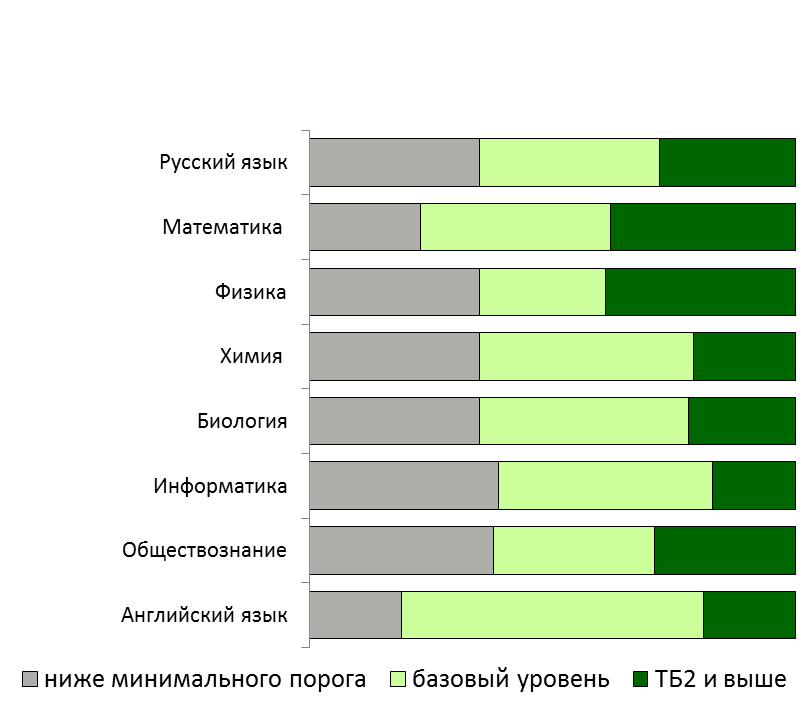 Русский язык
Математика
Физика
Химия
Биология
Информатика
Обществознание
Английский язык
ниже минимального порога базовый уровень ТБ2 и выше